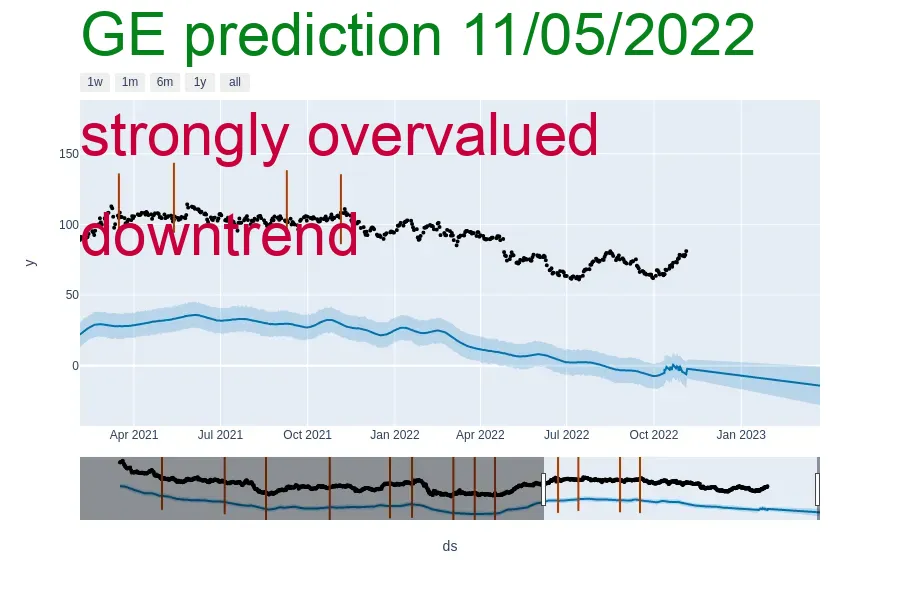 GE prediction 11/05/2022
1w 1m 6m 1y all
strongly overvalued
150
downtrend
100
y
50
0
Apr 2021 Jul 2021 Oct 2021 Jan 2022 Apr 2022 Jul 2022 Oct 2022 Jan 2023
ds